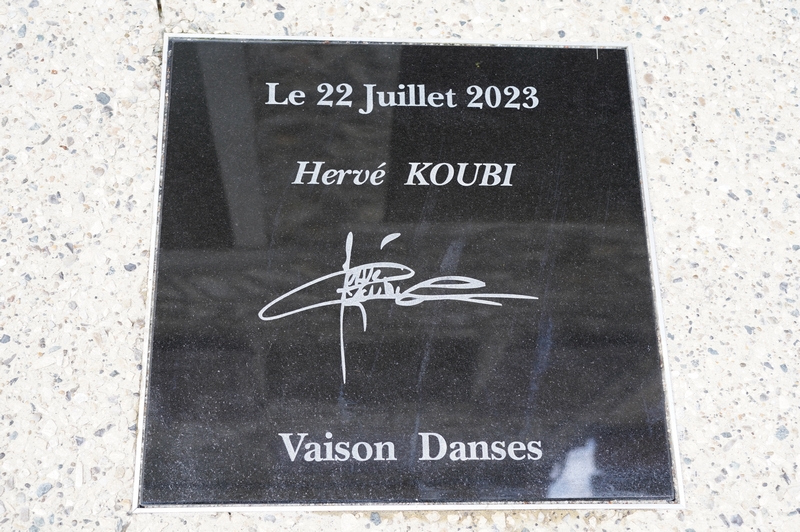 Le 22 Juillet 2023
Hervé KOUBI
Vaison Danses